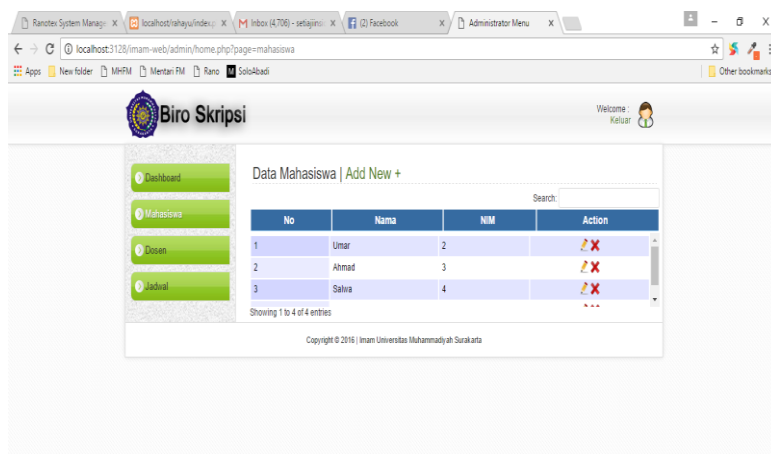 Ranotex System Manage
localhost/rahayu/index.p
Inbox (4,706) - setiajiins
(2) Facebook
Administrator Menu
localhost:3128/imam-web/admin/home.php?page=mahasiswa
Apps New folder MHFM Mentari FM Rano SoloAbadi Other bookmarks
Biro Skripsi
Welcome :
Keluar
Dashboard
Mahasiswa
Dosen
Jadwal
Data Mahasiswa | Add New +
Search:
No Nama NIM Action
1 Umar 2
2 Ahmad 3
3 Salwa 4
Showing 1 to 4 of 4 entries
Copyright © 2016 | Imam Universitas Muhammadiyah Surakarta